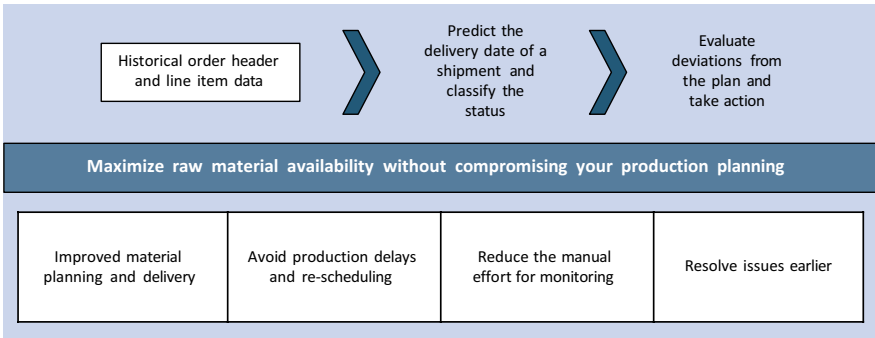 Historical order header
and line item data
Predict the
delivery date of a
shipment and
classify the
status
Evaluate
deviations from
the plan and
take action
Maximize raw material availability without compromising your production planning
Improved material
planning and delivery
Avoid production delays
and re-scheduling
Reduce the manual
effort for monitoring
Resolve issues earlier